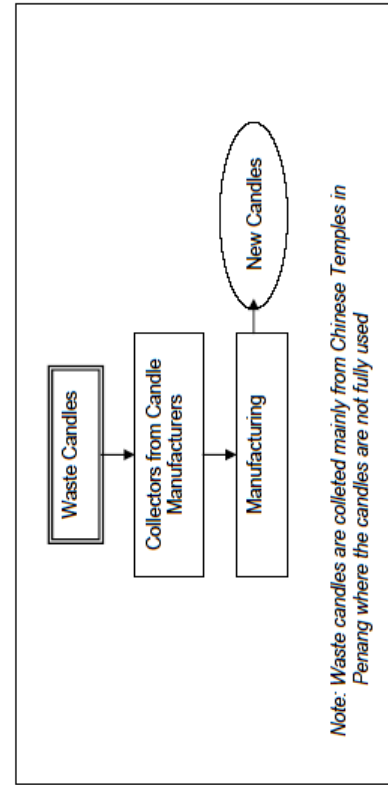 Waste Candles
Collectors from Candle
Manufacturers
Manufacturing
New Candles
Note: Waste candles are colleted mainly from Chinese Temples in
Penang where the candles are not fully used